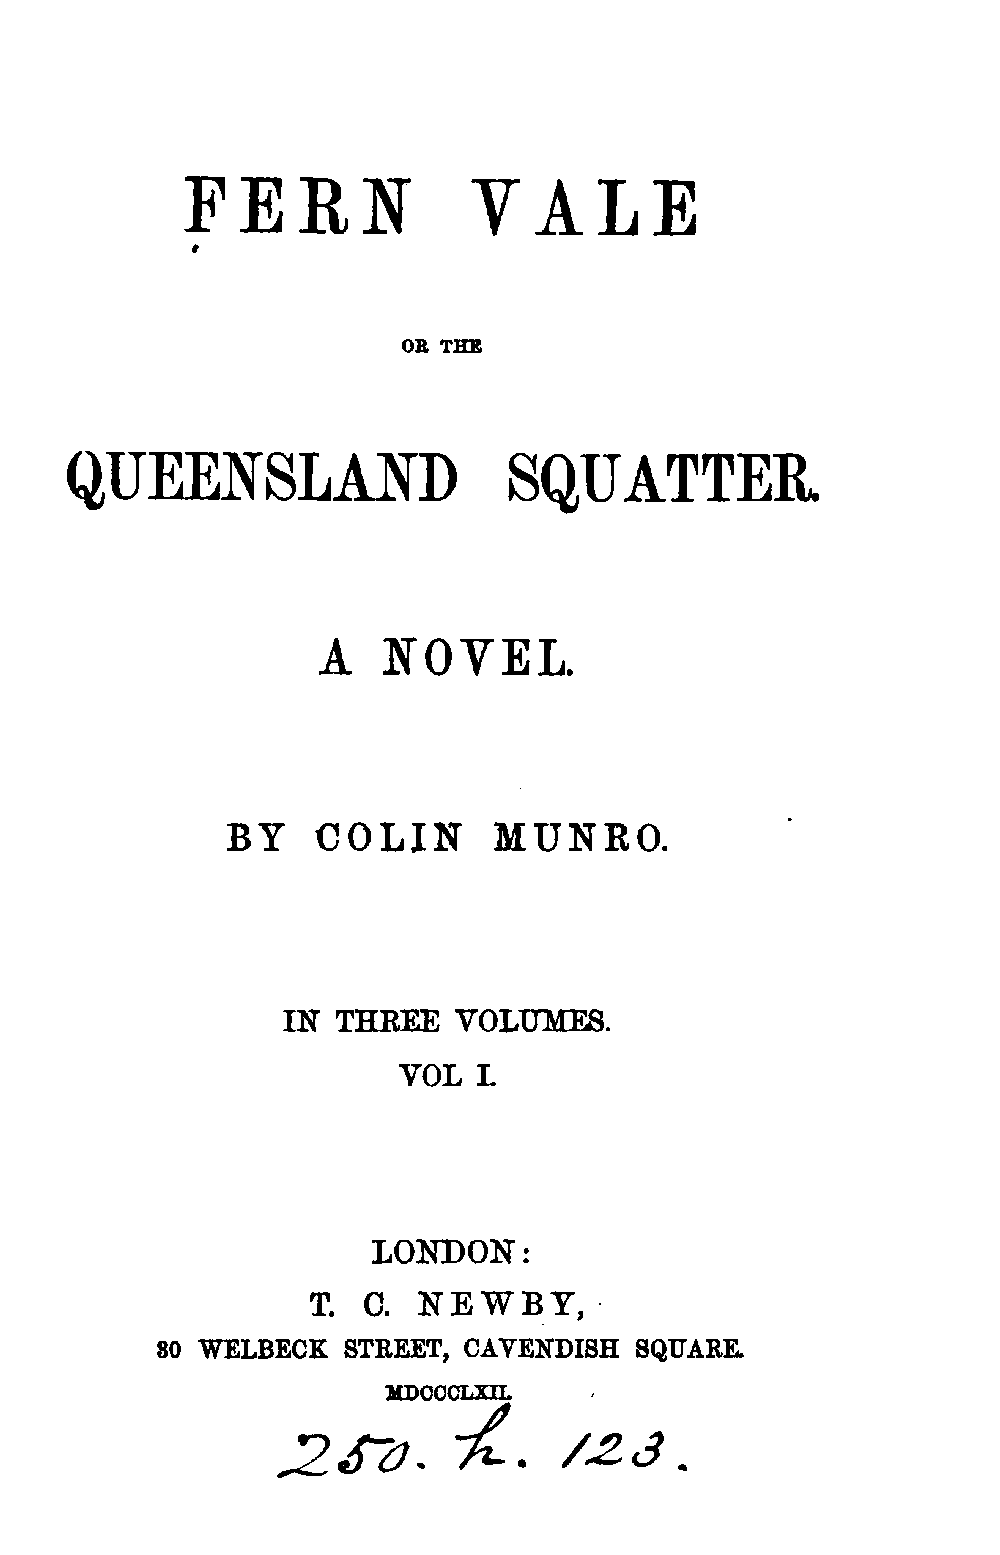 FERN VALE
OR THE
QUEENSLAND SQUATTER.
A NOVEL.
BY COLIN MUNRO.
IN THREE VOLUMES.
VOL I.
LONDON:
T. C. NEWBY,
30 WELBECK STREET, CAVENDISH SQUARE.
MDCCCLXII.
250. h. 123.